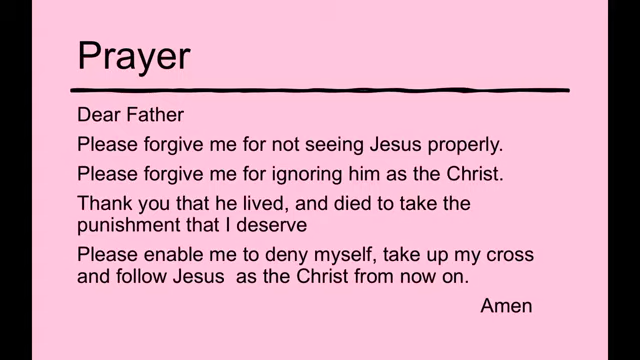 Prayer
Dear Father
Please forgive me for not seeing Jesus properly.
Please forgive me for ignoring him as the Christ.
Thank you that he lived, and died to take the
punishment that I deserve
Please enable me to deny myself, take up my cross
and follow Jesus  as the Christ from now on.
Amen